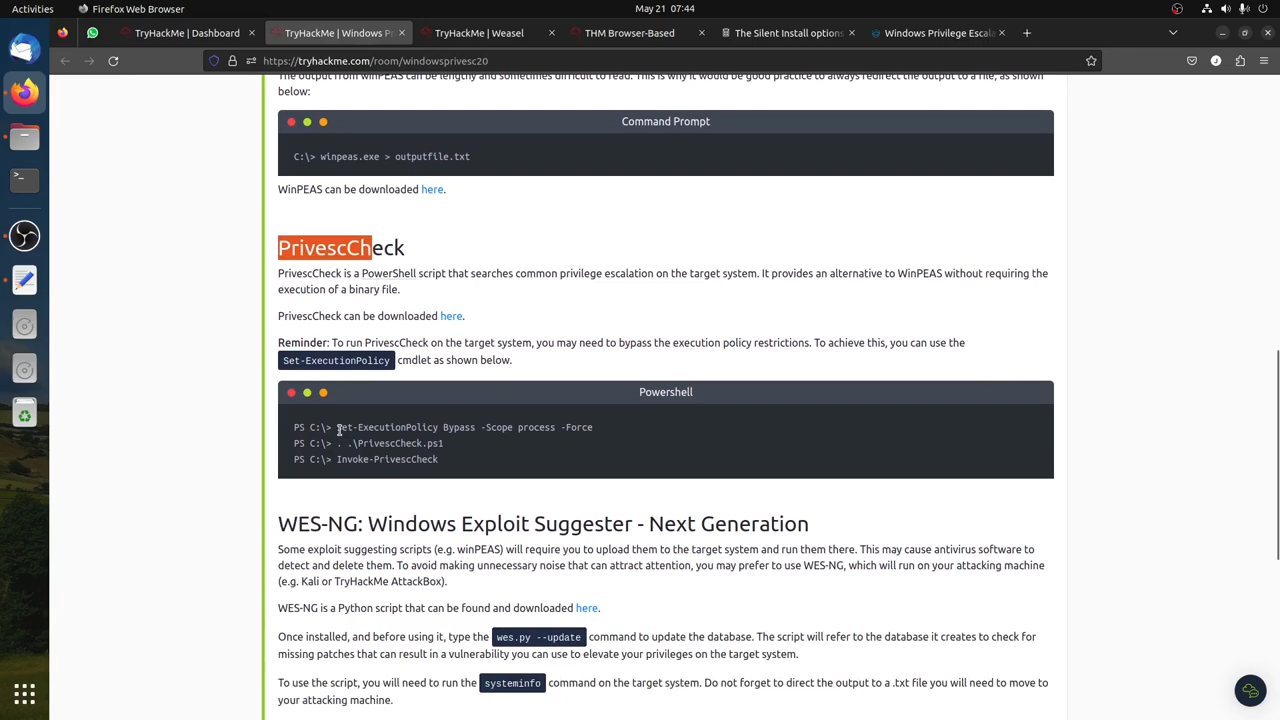 Activities
Firefox Web Browser
May 21 07:44
TryHackMe | Dashboard
TryHackMe | Windows Pr
TryHackMe | Weasel
THM Browser-Based
The Silent Install options
Windows Privilege Escala
https://tryhackme.com/room/windowsprivesc20
The output from winPEAS can be lengthy and sometimes difficult to read. This is why it would be good practice to always redirect the output to a file, as shown
below:
Command Prompt
C:\> winpeas.exe > outputfile.txt
WinPEAS can be downloaded here.
PrivescCheck
PrivescCheck is a PowerShell script that searches common privilege escalation on the target system. It provides an alternative to WinPEAS without requiring the
execution of a binary file.
PrivescCheck can be downloaded here.
Reminder: To run PrivescCheck on the target system, you may need to bypass the execution policy restrictions. To achieve this, you can use the
Set-ExecutionPolicy cmdlet as shown below.
Powershell
PS C:\> Set-ExecutionPolicy Bypass -Scope process -Force
PS C:\> . .\PrivescCheck.ps1
PS C:\> Invoke-PrivescCheck
WES-NG: Windows Exploit Suggester - Next Generation
Some exploit suggesting scripts (e.g. winPEAS) will require you to upload them to the target system and run them there. This may cause antivirus software to
detect and delete them. To avoid making unnecessary noise that can attract attention, you may prefer to use WES-NG, which will run on your attacking machine
(e.g. Kali or TryHackMe AttackBox).
WES-NG is a Python script that can be found and downloaded here.
Once installed, and before using it, type the wes.py --update command to update the database. The script will refer to the database it creates to check for
missing patches that can result in a vulnerability you can use to elevate your privileges on the target system.
To use the script, you will need to run the systeminfo command on the target system. Do not forget to direct the output to a .txt file you will need to move to
your attacking machine.